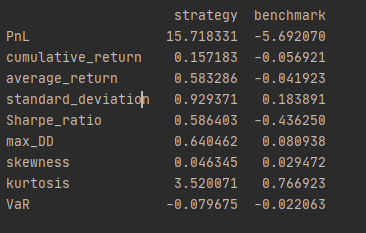 strategy benchmark
PnL 15.718331 -5.692070
cumulative_return 0.157183 -0.056921
average_return 0.583286 -0.041923
standard_deviation 0.929371 0.183891
Sharpe_ratio 0.586403 -0.436250
max_DD 0.640462 0.080938
skewness 0.046345 0.029472
kurtosis 3.520071 0.766923
VaR -0.079675 -0.022063